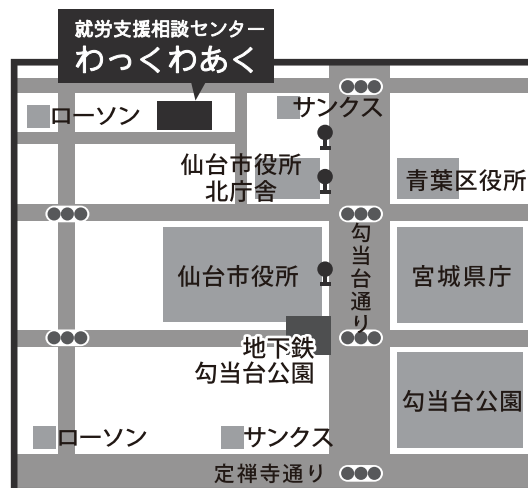 就労支援相談センター
わっくわあく
ローソン
サンクス
仙台市役所
北庁舎
青葉区役所
勾当台通り
仙台市役所
宮城県庁
地下鉄
勾当台公園
勾当台公園
ローソン
サンクス
定禅寺通り